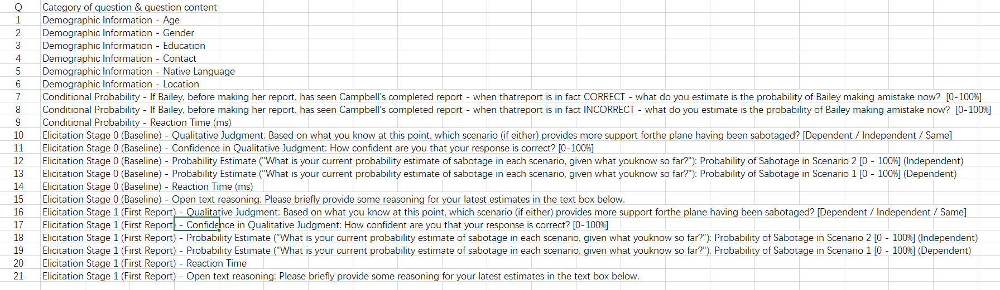 Q Category of question & question content
1 Demographic Information - Age
2 Demographic Information - Gender
3 Demographic Information - Education
4 Demographic Information - Contact
5 Demographic Information - Native Language
6 Demographic Information - Location
7 Conditional Probability - If Bailey, before making her report, has seen Campbell's completed report - when thatreport is in fact CORRECT - what do you estimate is the probability of Bailey making amistake now? [0-100%]
8 Conditional Probability - If Bailey, before making her report, has seen Campbell's completed report - when thatreport is in fact INCORRECT - what do you estimate is the probability of Bailey making amistake now? [0-100%]
9 Conditional Probability - Reaction Time (ms)
10 Elicitation Stage 0 (Baseline) - Qualitative Judgment: Based on what you know at this point, which scenario (if either) provides more support forthe plane having been sabotaged? [Dependent / Independent / Same]
11 Elicitation Stage 0 (Baseline) - Confidence in Qualitative Judgment: How confident are you that your response is correct? [0-100%]
12 Elicitation Stage 0 (Baseline) - Probability Estimate ("What is your current probability estimate of sabotage in each scenario, given what youknow so far?"): Probability of Sabotage in Scenario 2 [0 - 100%] (Independent)
13 Elicitation Stage 0 (Baseline) - Probability Estimate ("What is your current probability estimate of sabotage in each scenario, given what youknow so far?"): Probability of Sabotage in Scenario 1 [0 - 100%] (Dependent)
14 Elicitation Stage 0 (Baseline) - Reaction Time (ms)
15 Elicitation Stage 0 (Baseline) - Open text reasoning: Please briefly provide some reasoning for your latest estimates in the text box below.
16 Elicitation Stage 1 (First Report) - Qualitative Judgment: Based on what you know at this point, which scenario (if either) provides more support forthe plane having been sabotaged? [Dependent / Independent / Same]
17 Elicitation Stage 1 (First Report) - Confidence in Qualitative Judgment: How confident are you that your response is correct? [0-100%]
18 Elicitation Stage 1 (First Report) - Probability Estimate ("What is your current probability estimate of sabotage in each scenario, given what youknow so far?"): Probability of Sabotage in Scenario 2 [0 - 100%] (Independent)
19 Elicitation Stage 1 (First Report) - Probability Estimate ("What is your current probability estimate of sabotage in each scenario, given what youknow so far?"): Probability of Sabotage in Scenario 1 [0 - 100%] (Dependent)
20 Elicitation Stage 1 (First Report) - Reaction Time
21 Elicitation Stage 1 (First Report) - Open text reasoning: Please briefly provide some reasoning for your latest estimates in the text box below.